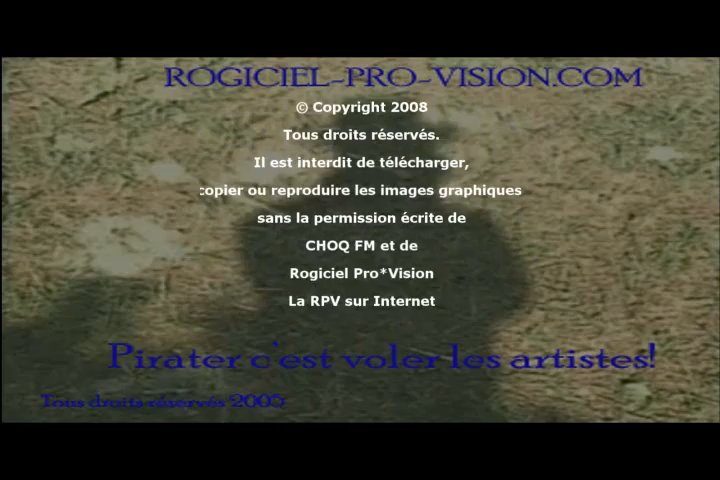 ROGICIEL-PRO-VISION.COM
© Copyright 2008
Tous droits réservés.
Il est interdit de télécharger,
copier ou reproduire les images graphiques
sans la permission écrite de
CHOQ FM et de
Rogiciel Pro*Vision
La RPV sur Internet
Pirater c'est voler les artistes!
Tous droits réservés 2005